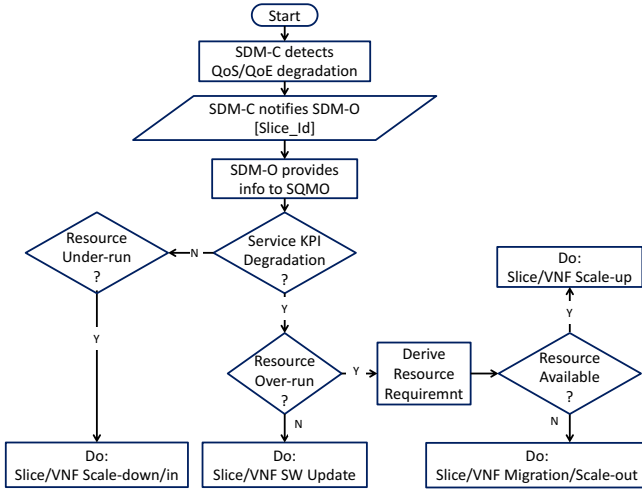 Start
SDM-C detects
QoS/QoE degradation
SDM-C notifies SDM-O
[Slice_Id]
SDM-O provides
info to SQMO
Resource
Under-run
?
N
Service KPI
Degradation
?
Do:
Slice/VNF Scale-up
Y
Y
Y
Resource
Over-run
?
Y
Derive
Resource
Requiremnt
Resource
Available
?
N
N
Do:
Slice/VNF Scale-down/in
Do:
Slice/VNF SW Update
Do:
Slice/VNF Migration/Scale-out